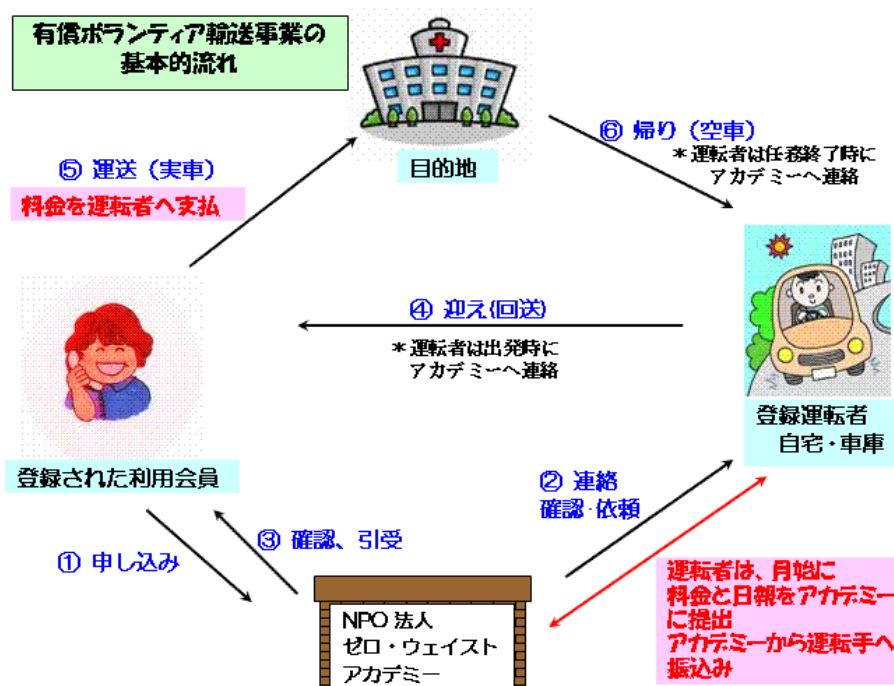 有償ボランティア輸送事業の
基本的流れ
⑥ 帰り（空車）
＊運転者は任務終了時に
アカデミーへ連絡
目的地
⑤ 運送（実車）
料金を運転者へ支払
④ 迎え(回送)
＊運転者は出発時に
アカデミーへ連絡
登録運転者
自宅・車庫
登録された利用会員
② 連絡
確認・依頼
③ 確認、引受
① 申し込み
運転者は、月始に
料金と日報をアカデミー
に提出
アカデミーから運転手へ
振込み
NPO 法人
ゼロ・ウェイスト
アカデミー